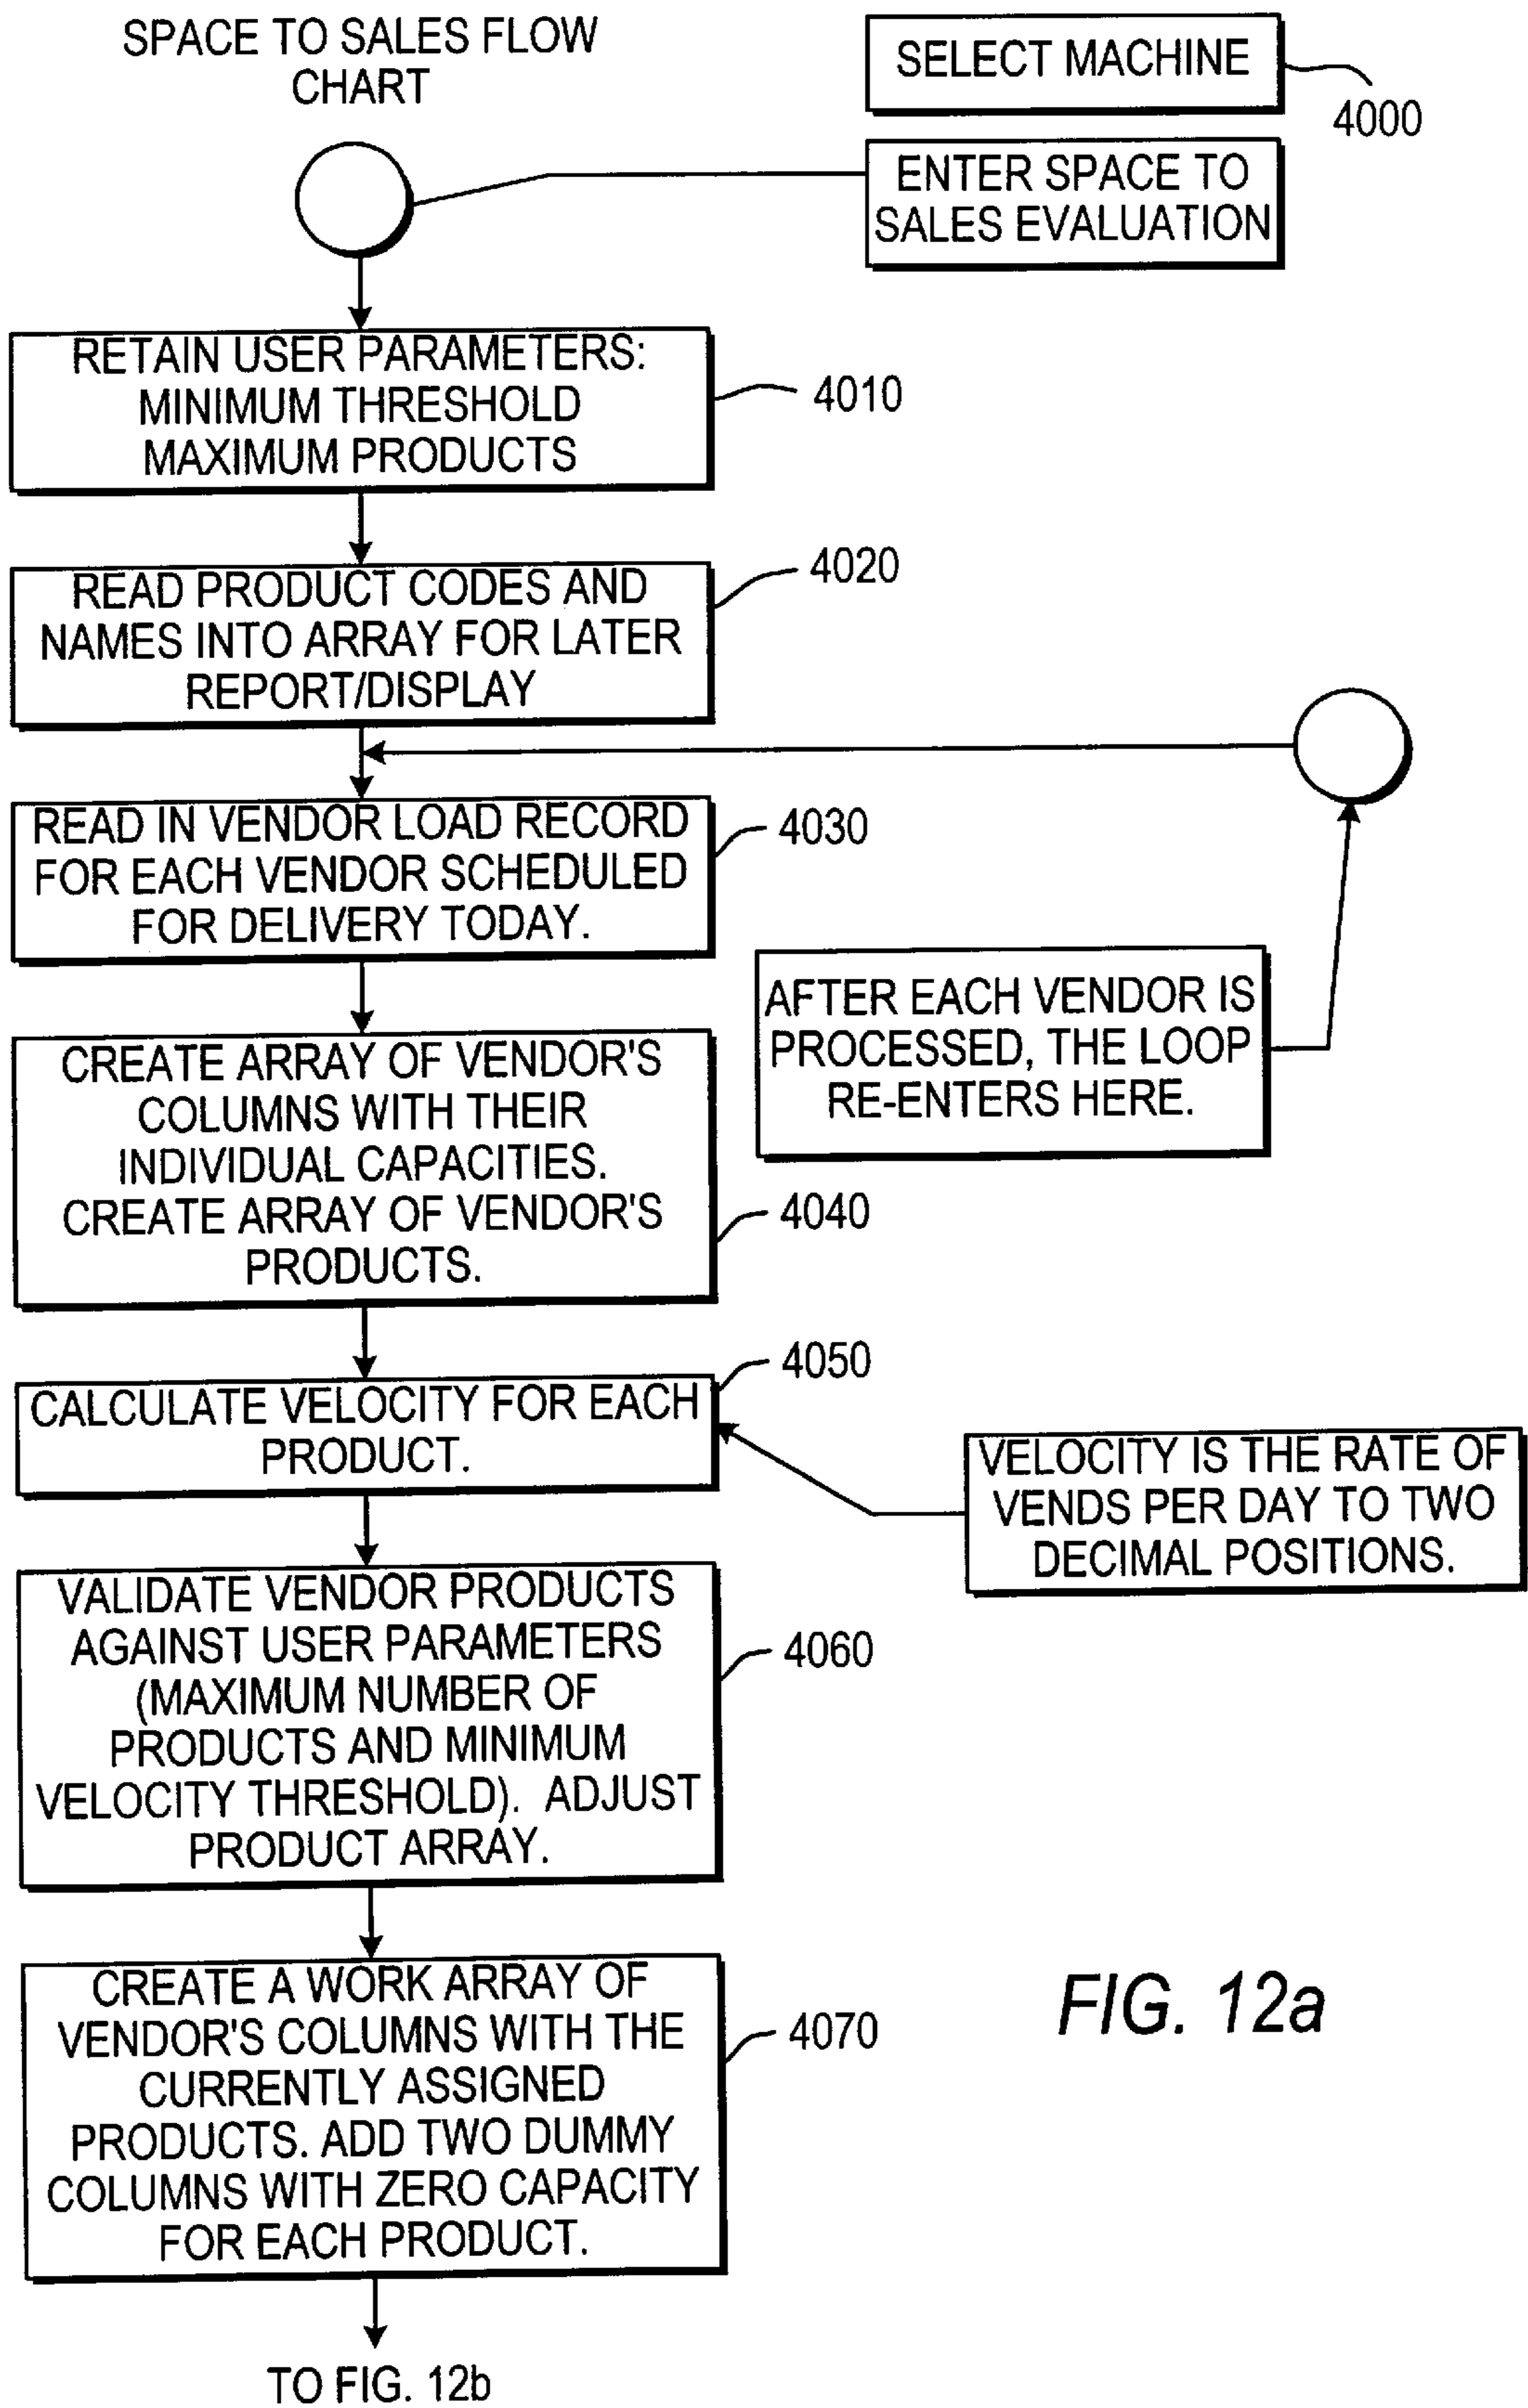 SPACE TO SALES FLOW
CHART
SELECT MACHINE
4000
ENTER SPACE TO
SALES EVALUATION
RETAIN USER PARAMETERS:
MINIMUM THRESHOLD
MAXIMUM PRODUCTS
4010
READ PRODUCT CODES AND
NAMES INTO ARRAY FOR LATER
REPORT/DISPLAY
4020
READ IN VENDOR LOAD RECORD
FOR EACH VENDOR SCHEDULED
FOR DELIVERY TODAY.
4030
AFTER EACH VENDOR IS
PROCESSED, THE LOOP
RE-ENTERS HERE.
CREATE ARRAY OF VENDOR'S
COLUMNS WITH THEIR
INDIVIDUAL CAPACITIES.
CREATE ARRAY OF VENDOR'S
PRODUCTS.
4040
CALCULATE VELOCITY FOR EACH
PRODUCT.
4050
VELOCITY IS THE RATE OF
VENDS PER DAY TO TWO
DECIMAL POSITIONS.
VALIDATE VENDOR PRODUCTS
AGAINST USER PARAMETERS
(MAXIMUM NUMBER OF
PRODUCTS AND MINIMUM
VELOCITY THRESHOLD). ADJUST
PRODUCT ARRAY.
4060
CREATE A WORK ARRAY OF
VENDOR'S COLUMNS WITH THE
CURRENTLY ASSIGNED
PRODUCTS. ADD TWO DUMMY
COLUMNS WITH ZERO CAPACITY
FOR EACH PRODUCT.
4070
FIG. 12a
TO FIG. 12b